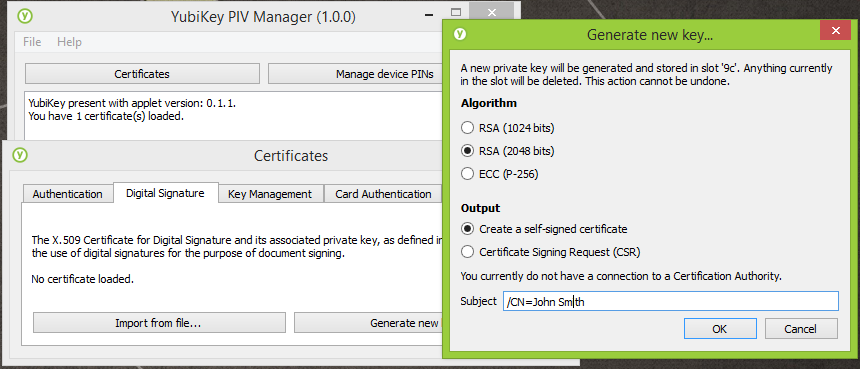 YubiKey PIV Manager (1.0.0)
File Help
Certificates
Manage device PINs
YubiKey present with applet version: 0.1.1.
You have 1 certificate(s) loaded.
Certificates
Authentication
Digital Signature
Key Management
Card Authentication
The X.509 Certificate for Digital Signature and its associated private key, as defined in
the use of digital signatures for the purpose of document signing.
No certificate loaded.
Import from file...
Generate new
Generate new key...
A new private key will be generated and stored in slot '9c'. Anything currently
in the slot will be deleted. This action cannot be undone.
Algorithm
RSA (1024 bits)
RSA (2048 bits)
ECC (P-256)
Output
Create a self-signed certificate
Certificate Signing Request (CSR)
You currently do not have a connection to a Certification Authority.
Subject /CN=John Smith
OK
Cancel